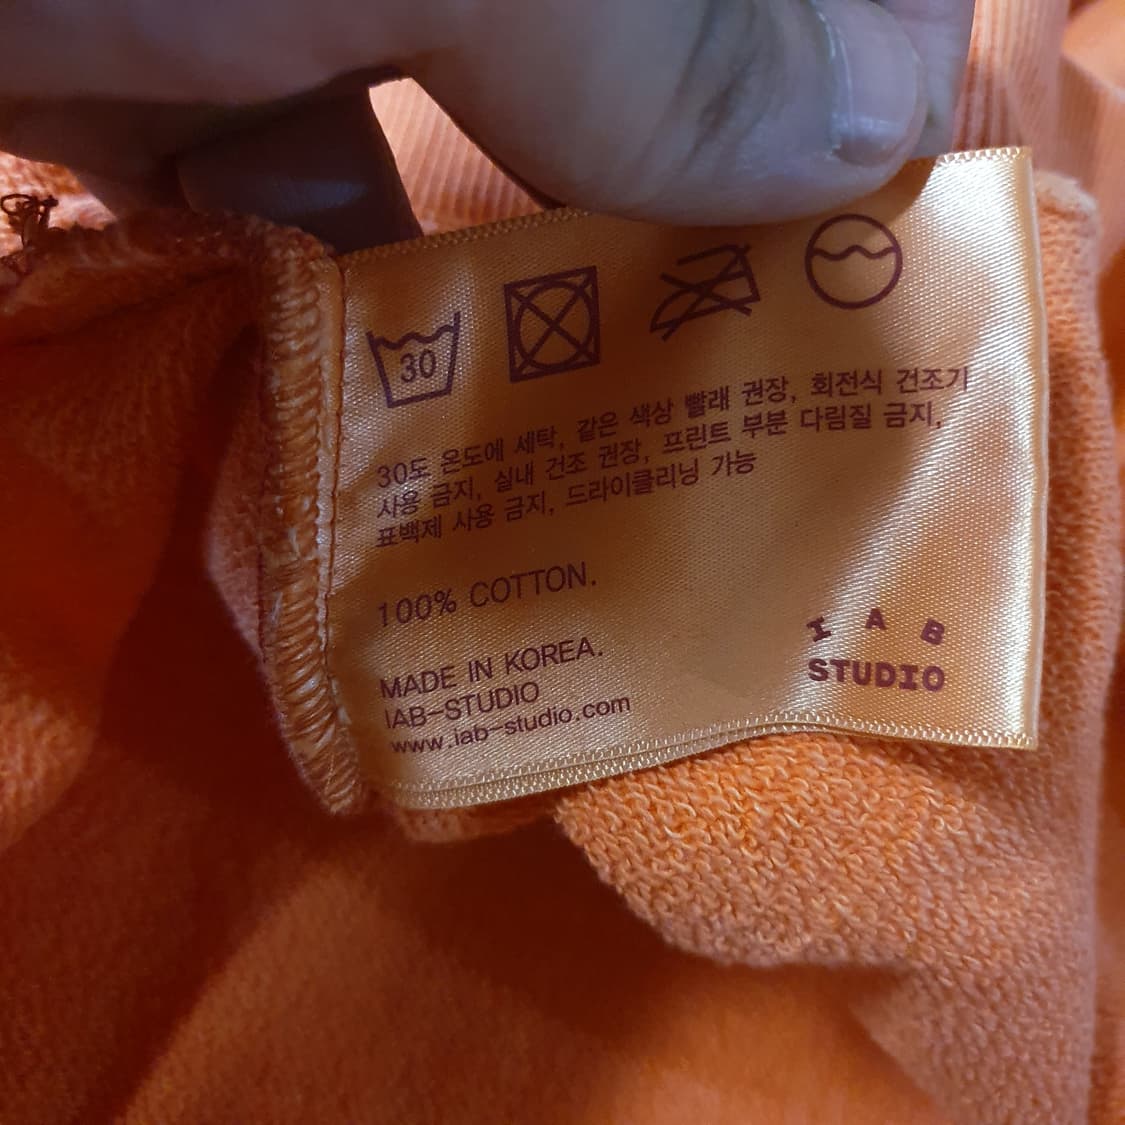 30
30도 온도에 세탁, 같은 색상 빨래 권장, 회전식 건조기
사용 금지, 실내 건조 권장, 프린트 부분 다림질 금지,
표백제 사용 금지, 드라이클리닝 가능
100% COTTON.
MADE IN KOREA.
IAB-STUDIO
www.iab-studio.com
I A B
STUDIO